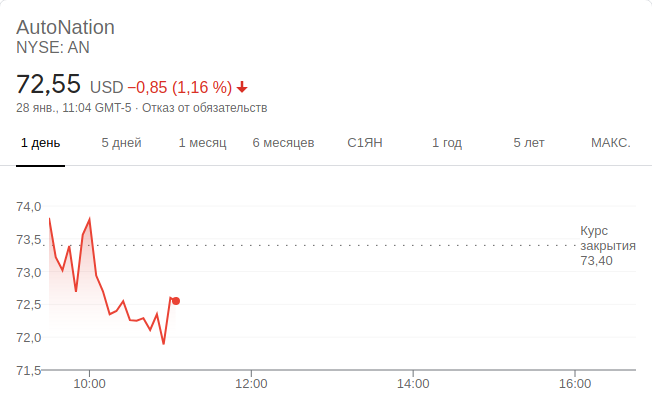 AutoNation
NYSE: AN
72,55 USD −0,85 (1,16 %)
28 янв., 11:04 GMT-5 · Отказ от обязательств
1 день 5 дней 1 месяц 6 месяцев С1ЯН 1 год 5 лет МАКС.
74,0
73,5
73,0
72,5
72,0
71,5
Курс
закрытия
73,40
10:00 12:00 14:00 16:00